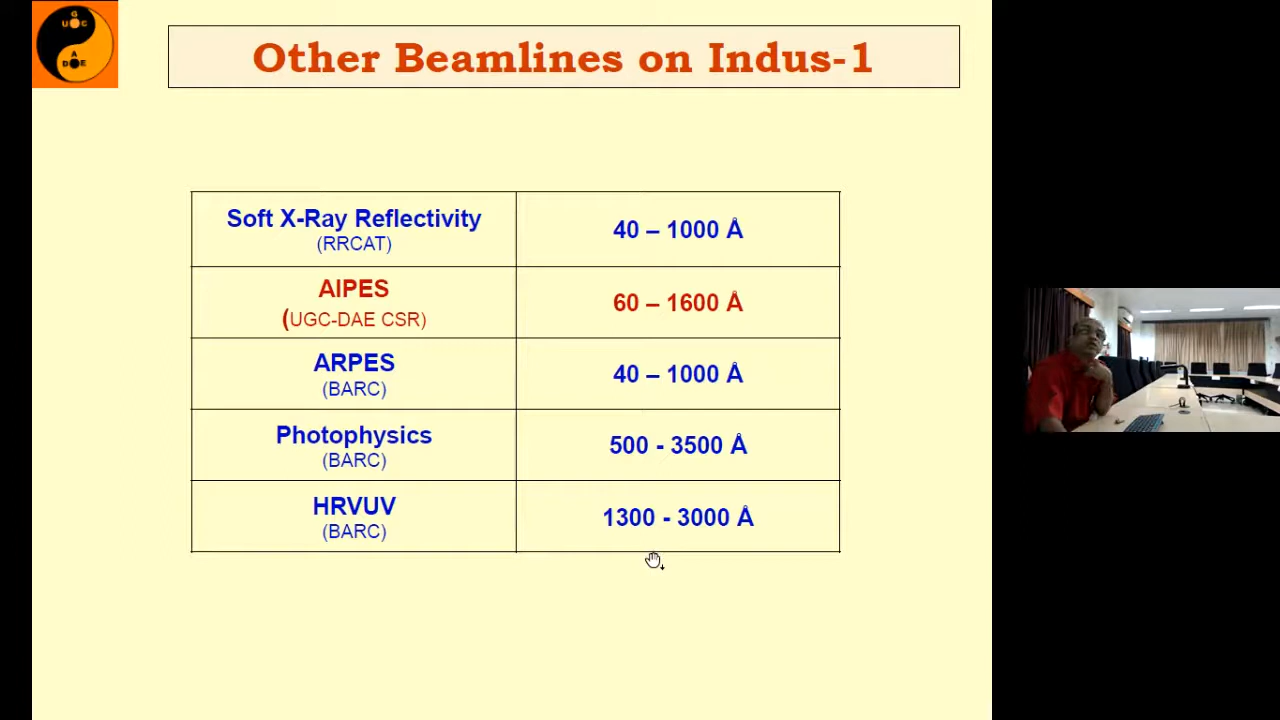 U G C
D A E
Other Beamlines on Indus-1
Soft X-Ray Reflectivity
(RRCAT)
40 – 1000 Å
AIPES
(UGC-DAE CSR)
60 – 1600 Å
ARPES
(BARC)
40 – 1000 Å
Photophysics
(BARC)
500 - 3500 Å
HRVUV
(BARC)
1300 - 3000 Å